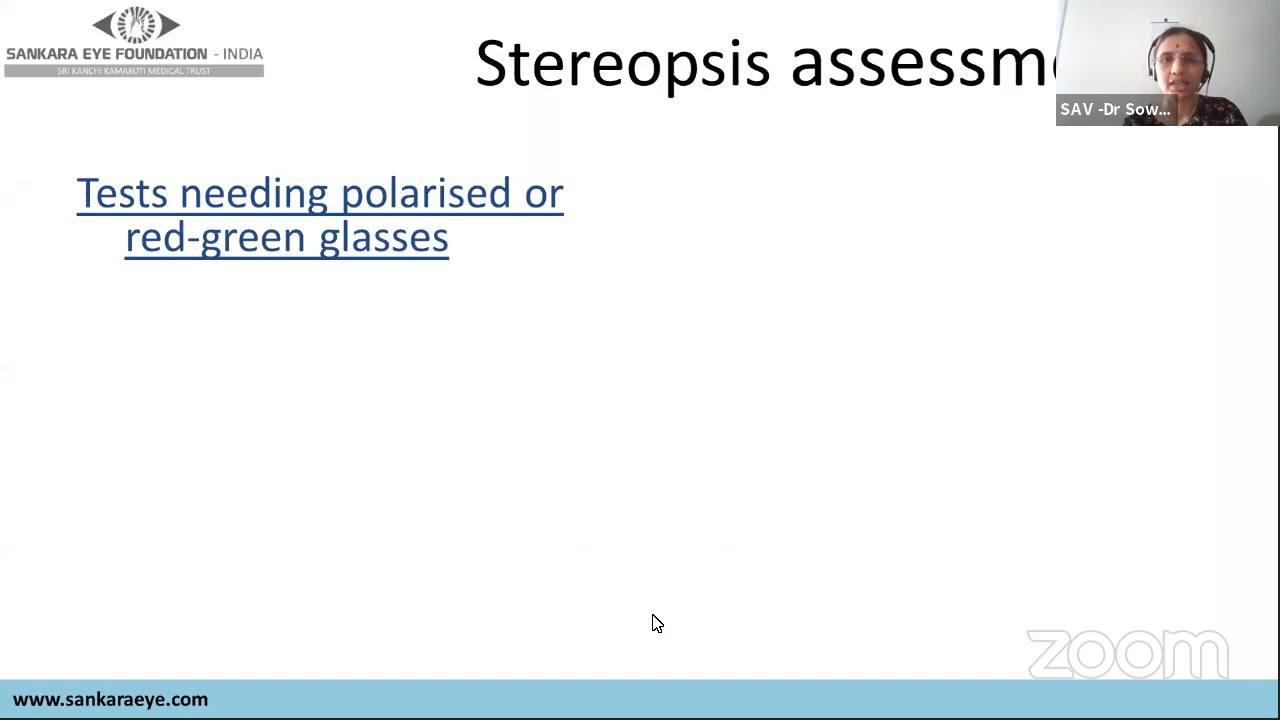 SANKARA EYE FOUNDATION - INDIA
SRI KANCHI KAMAKOTI MEDICAL TRUST
Stereopsis assessm
SAV -Dr Sow...
Tests needing polarised or
red-green glasses
zoom
www.sankaraeye.com